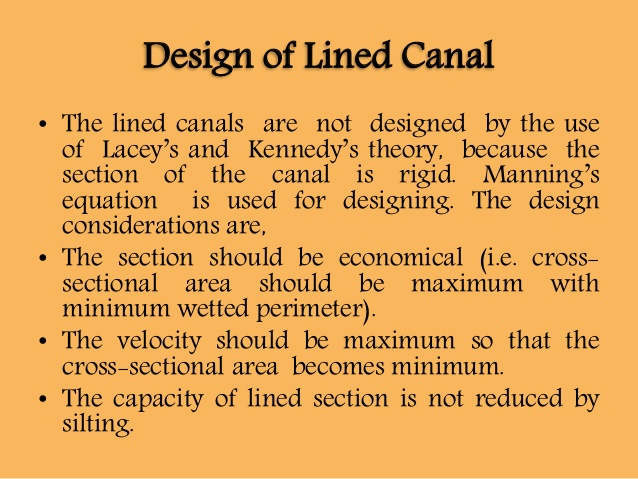 Design of Lined Canal
• The lined canals are not designed by the use
of Lacey's and Kennedy's theory, because the
section of the canal is rigid. Manning's
equation is used for designing. The design
considerations are,
• The section should be economical (i.e. cross-
sectional area should be maximum with
minimum wetted perimeter).
• The velocity should be maximum so that the
cross-sectional area becomes minimum.
• The capacity of lined section is not reduced by
silting.